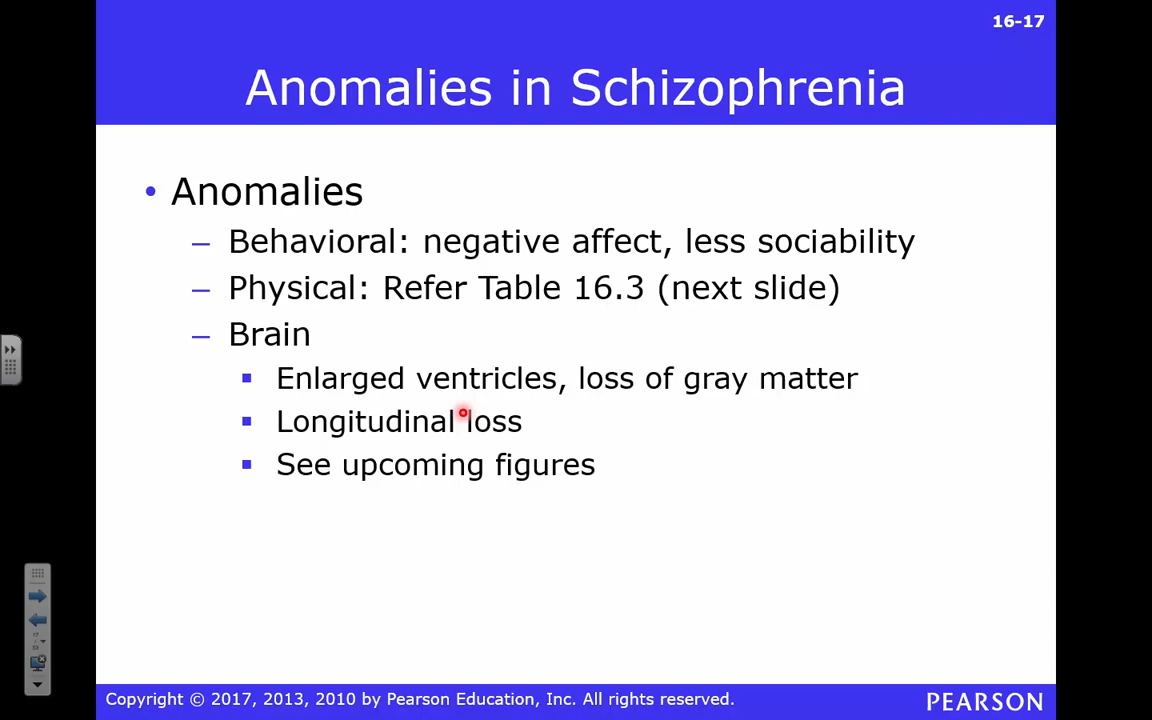 16-17
Anomalies in Schizophrenia
• Anomalies
– Behavioral: negative affect, less sociability
– Physical: Refer Table 16.3 (next slide)
– Brain
▪ Enlarged ventricles, loss of gray matter
▪ Longitudinal loss
▪ See upcoming figures
Copyright © 2017, 2013, 2010 by Pearson Education, Inc. All rights reserved.
PEARSON